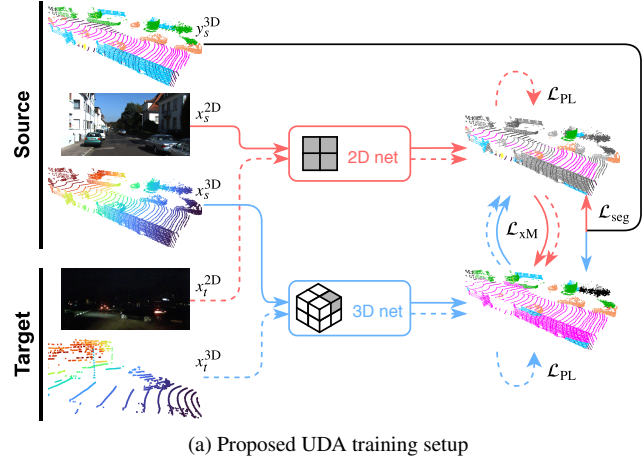 Source
y_s^{3D}
x_s^{2D}
x_s^{3D}
Target
x_t^{2D}
x_t^{3D}
2D net
3D net
ℒ_PL
ℒ_xM
ℒ_seg
ℒ_PL
(a) Proposed UDA training setup